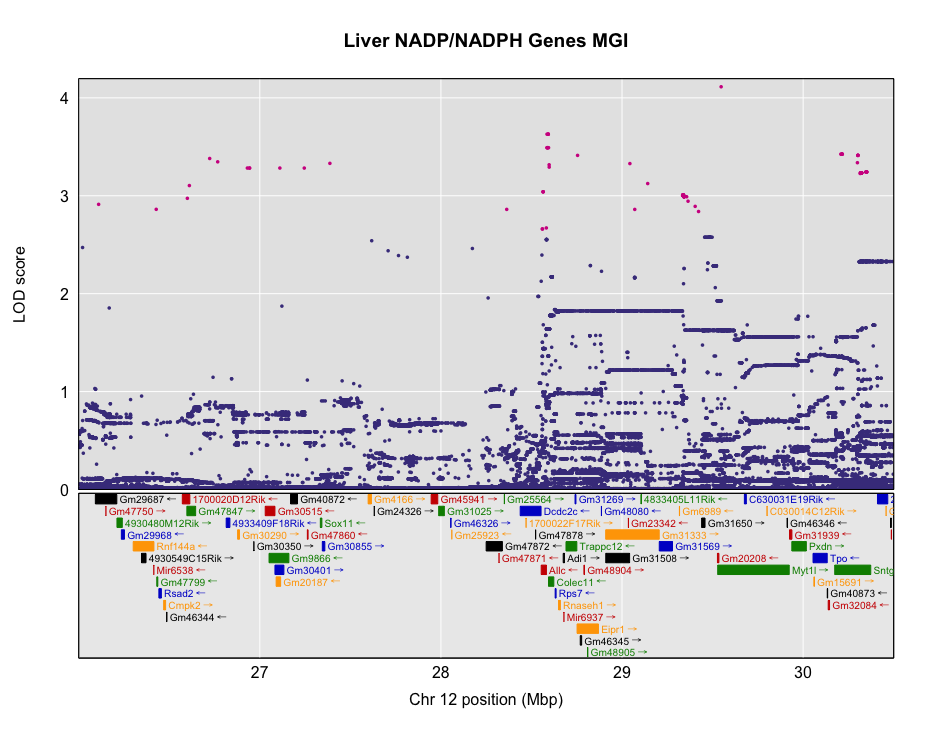 Liver NADP/NADPH Genes MGI
4
3
2
1
0
LOD score
Gm29687 ← 1700020D12Rik ← Gm40872 ← Gm4166 → Gm45941 ← Gm25564 → Gm31269 ← 4833405L11Rik ← C630031E19Rik ←
Gm47750 ← Gm47847 ← Gm30515 ← Gm24326 ← Gm31025 → Dcdc2c ← Gm48080 → Gm6989 → C030014C12Rik →
4930480M12Rik → 4933409F18Rik ← Sox11 ← Gm46326 ← 1700022F17Rik → Gm23342 ← Gm31650 → Gm46346 →
Gm29968 ← Gm30290 → Gm47860 ← Gm25923 ← Gm47878 → Gm31333 → Gm31939 ←
Rnf144a ← Gm30350 → Gm30855 → Gm47872 ← Trappc12 ← Gm31569 → Pxdn →
4930549C15Rik → Gm9866 ← Gm47871 ← Adi1 → Gm31508 → Gm20208 ← Tpo ←
Mir6538 ← Gm30401 → Allc ← Gm48904 ← Myt1l → Sntg
Gm47799 ← Gm20187 ← Colec11 ← Gm15691 →
Rsad2 ← Rps7 ← Gm40873 →
Cmpk2 → Rnaseh1 → Gm32084 ←
Gm46344 ← Mir6937 →
Eipr1 →
Gm46345 →
Gm48905 →
27 28 29 30
Chr 12 position (Mbp)